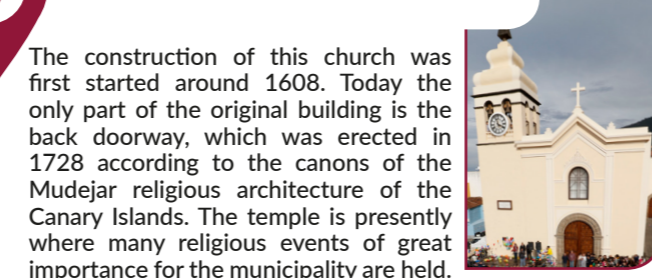 The construction of this church was
first started around 1608. Today the
only part of the original building is the
back doorway, which was erected in
1728 according to the canons of the
Mudejar religious architecture of the
Canary Islands. The temple is presently
where many religious events of great
importance for the municipality are held.